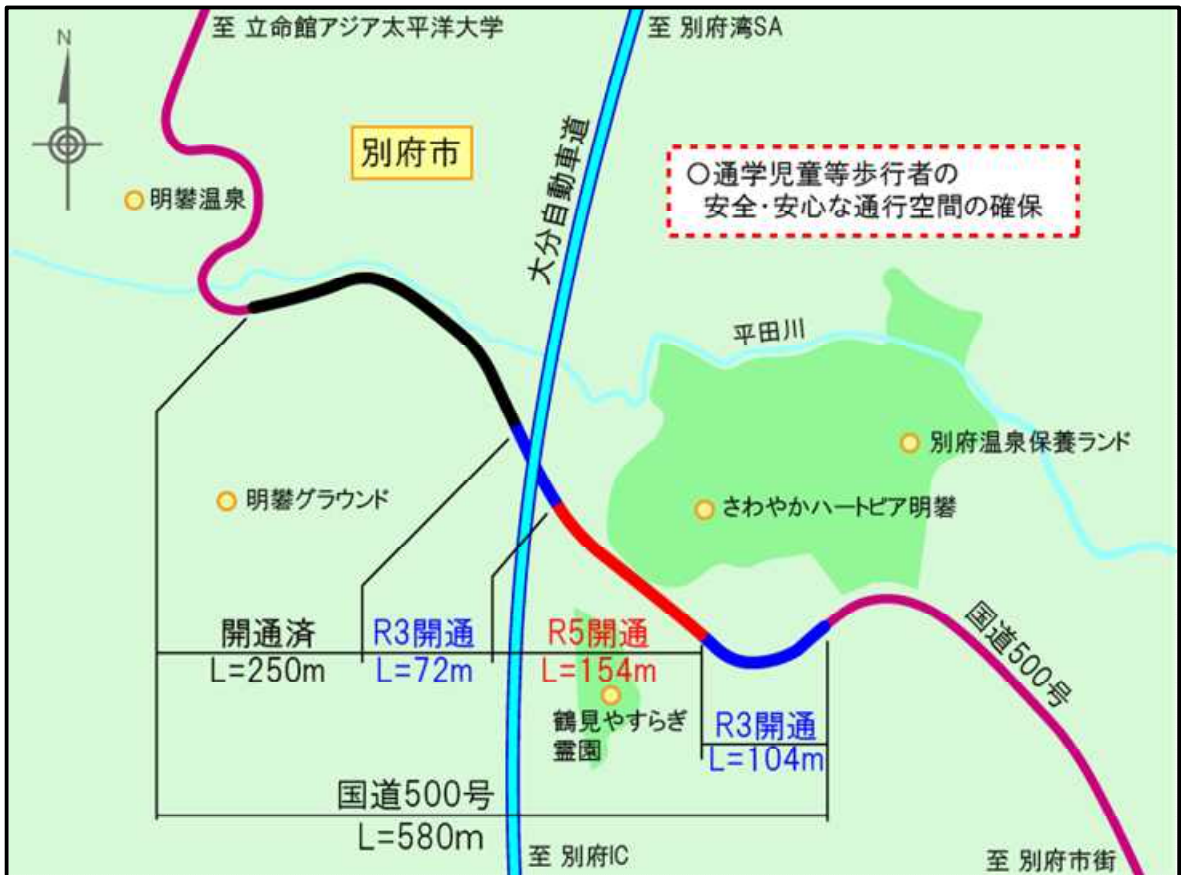 至 立命館アジア太平洋大学
至 別府湾SA
N
別府市
大分自動車道
○通学児童等歩行者の
安全・安心な通行空間の確保
明礬温泉
平田川
別府温泉保養ランド
明礬グラウンド
さわやかハートピア明礬
開通済
L=250m
R3開通
L=72m
R5開通
L=154m
国道500号
鶴見やすらぎ
霊園
R3開通
L=104m
国道500号
L=580m
至 別府IC
至 別府市街